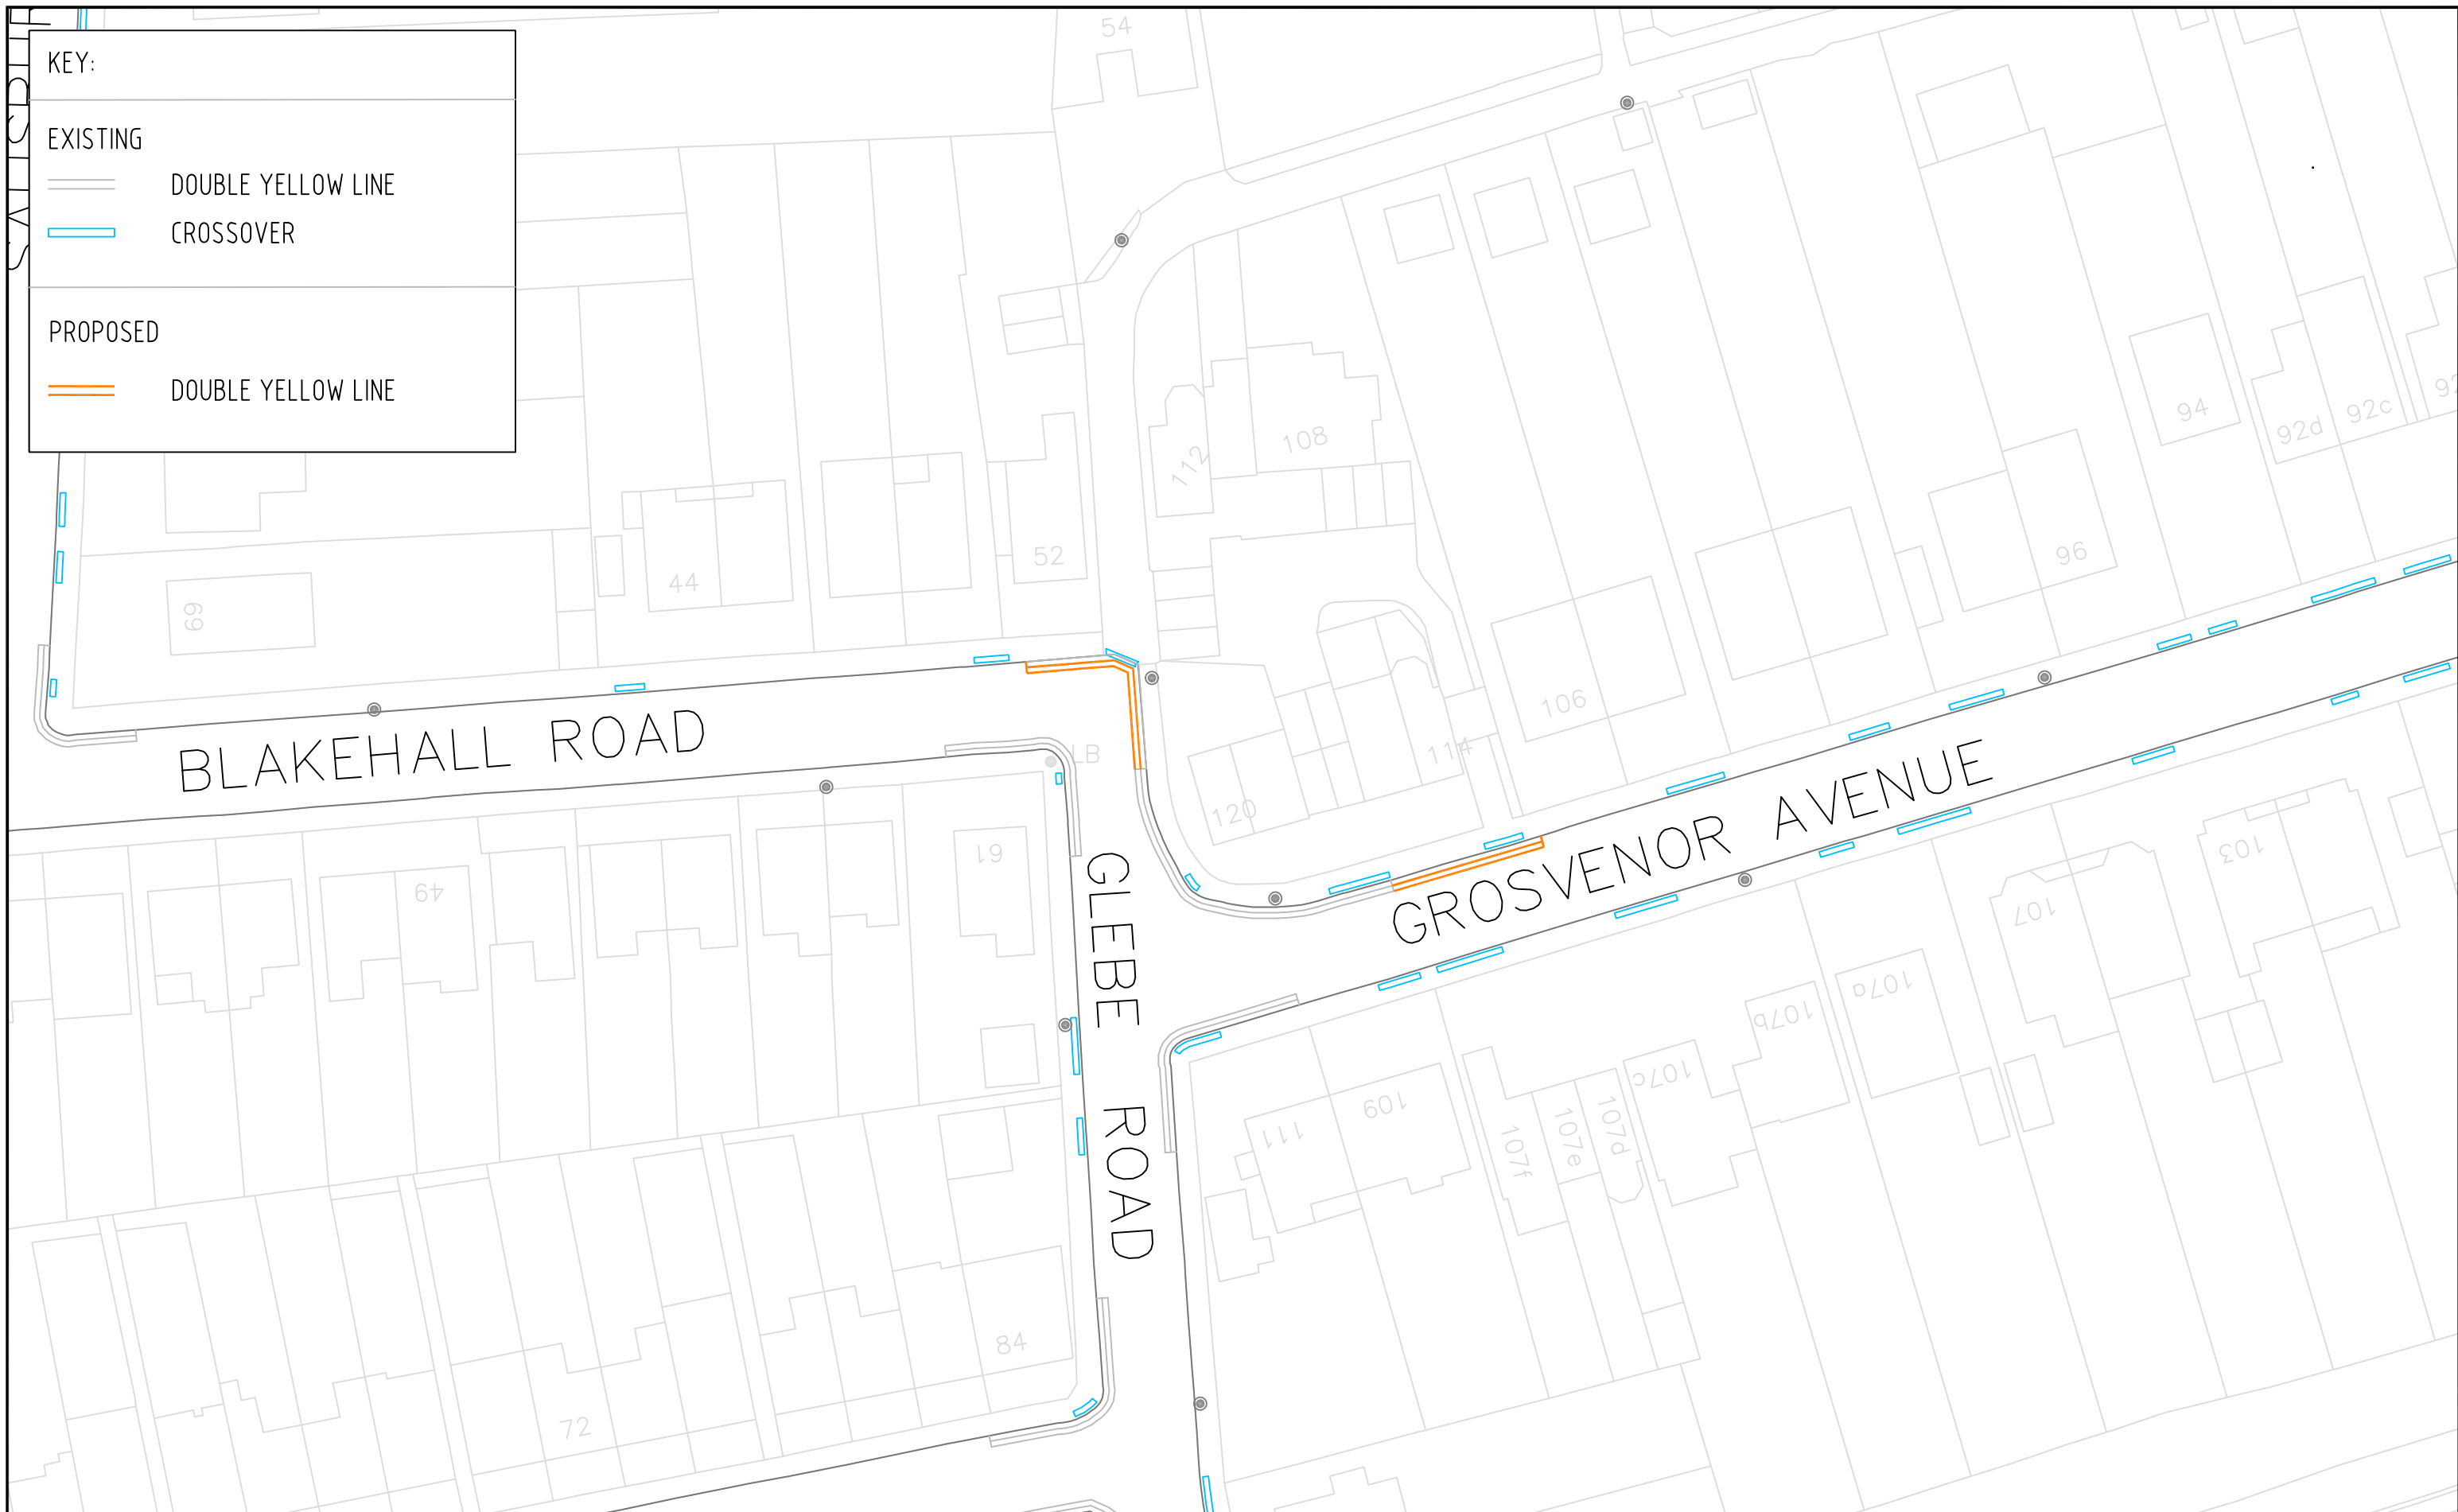 KEY:
EXISTING
DOUBLE YELLOW LINE
CROSSOVER
PROPOSED
DOUBLE YELLOW LINE
54
112
108
52
44
69
94
92d
92c
96
106
114
120
BLAKEHALL ROAD
LB
61
49
GLEBE ROAD
GROSVENOR AVENUE
103
107
107a
107b
107c
107d
107e
107f
109
111
84
72